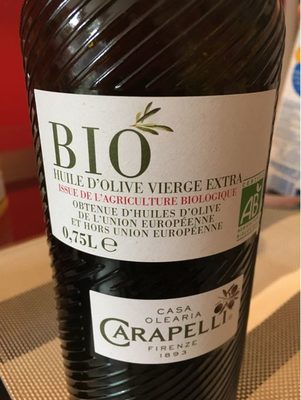 BIO
HUILE D'OLIVE VIERGE EXTRA
ISSUE DE L'AGRICULTURE BIOLOGIQUE
OBTENUE D'HUILES D'OLIVE
DE L'UNION EUROPÉENNE
ET HORS UNION EUROPÉENNE
0,75L e
AB
CASA
OLEARIA
CARAPELLI
FIRENZE
1893